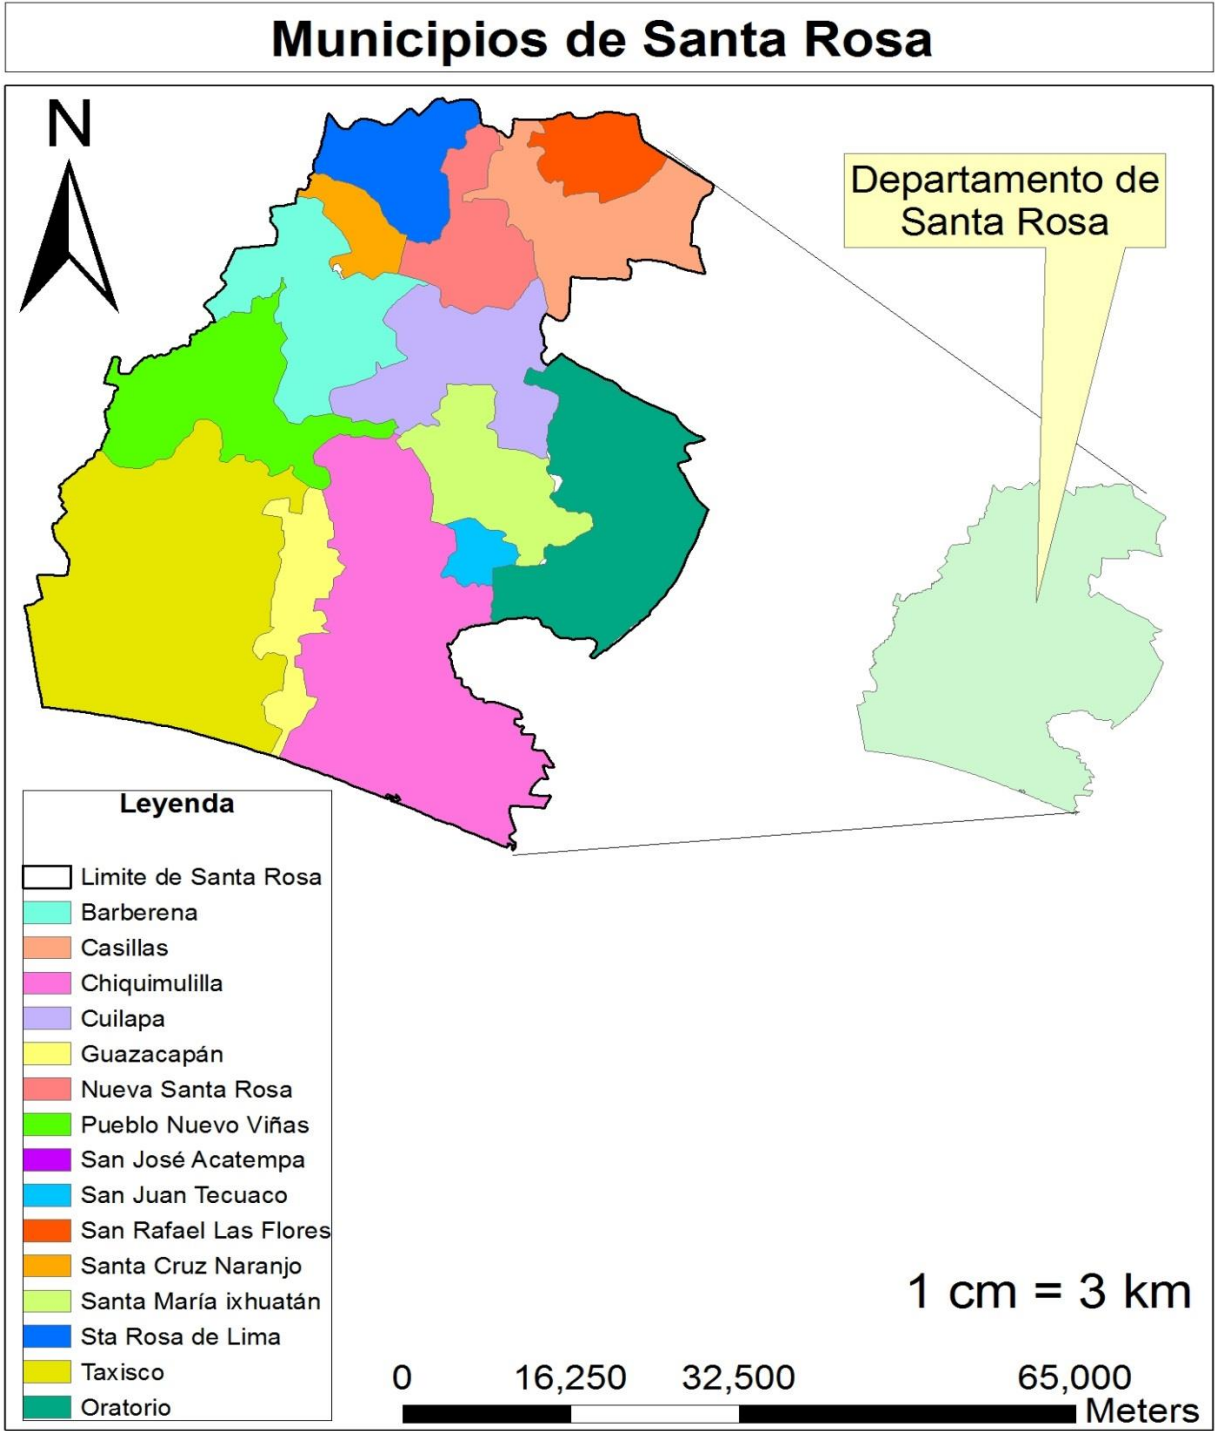 Municipios de Santa Rosa
N
Departamento de
Santa Rosa
Leyenda
Limite de Santa Rosa
Barberena
Casillas
Chiquimulilla
Cuilapa
Guazacapán
Nueva Santa Rosa
Pueblo Nuevo Viñas
San José Acatempa
San Juan Tecuaco
San Rafael Las Flores
Santa Cruz Naranjo
Santa María ixhuatán
Sta Rosa de Lima
Taxisco
Oratorio
1 cm = 3 km
0 16,250 32,500 65,000
Meters